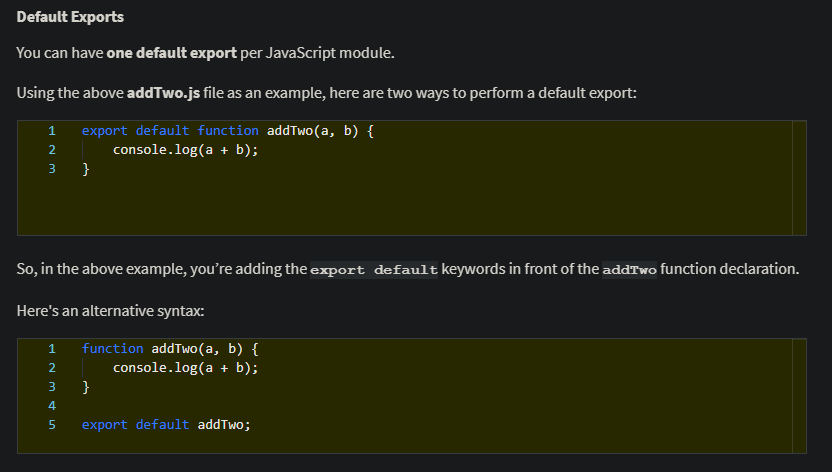 Default Exports
You can have one default export per JavaScript module.
Using the above addTwo.js file as an example, here are two ways to perform a default export:
1 export default function addTwo(a, b) {
2 console.log(a + b);
3 }
So, in the above example, you’re adding the export default keywords in front of the addTwo function declaration.
Here's an alternative syntax:
1 function addTwo(a, b) {
2 console.log(a + b);
3 }
4
5 export default addTwo;